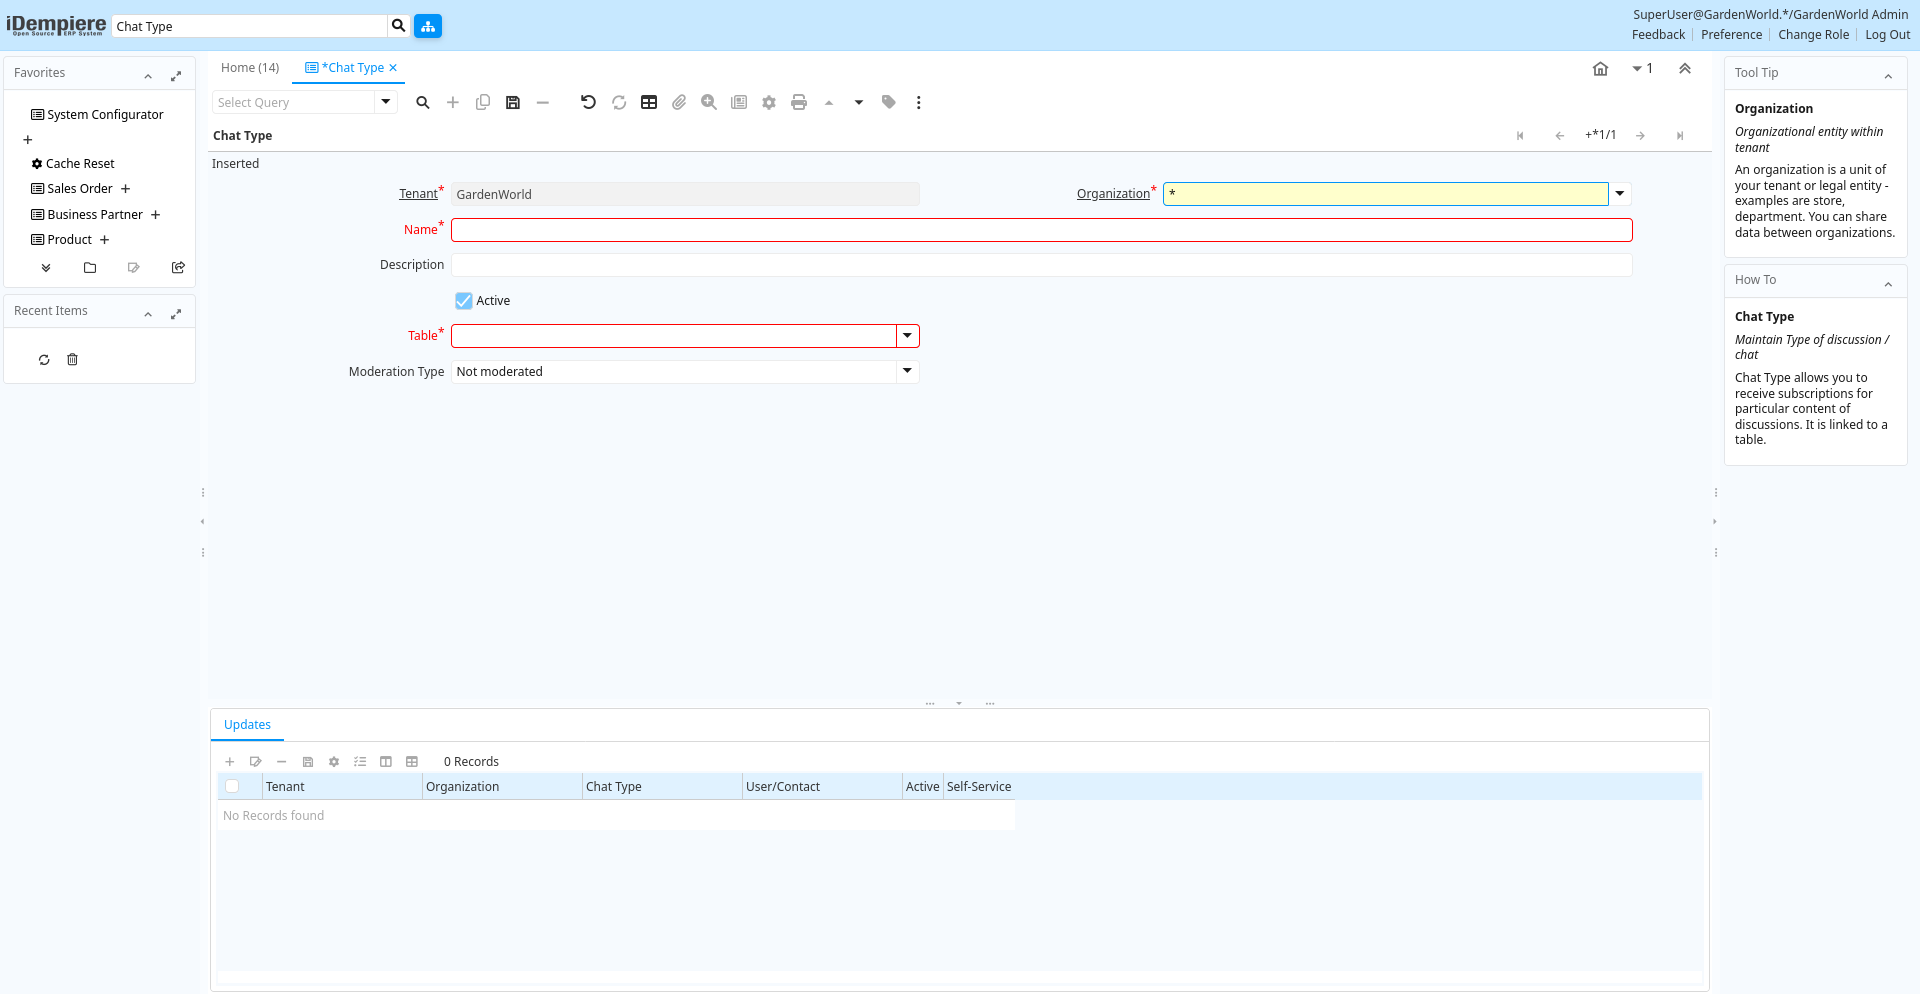 iDempiere
Open Source ERP System
Chat Type
SuperUser@GardenWorld.*/GardenWorld Admin
Feedback
Preference
Change Role
Log Out
Favorites
System Configurator
Cache Reset
Sales Order
Business Partner
Product
Recent Items
Home (14)
*Chat Type
1
Select Query
Chat Type
+*1/1
Inserted
Tenant*
GardenWorld
Organization*
*
Name*
Description
Active
Table*
Moderation Type
Not moderated
Updates
0 Records
Tenant
Organization
Chat Type
User/Contact
Active
Self-Service
No Records found
Tool Tip
Organization
Organizational entity within
tenant
An organization is a unit of
your tenant or legal entity -
examples are store,
department. You can share
data between organizations.
How To
Chat Type
Maintain Type of discussion /
chat
Chat Type allows you to
receive subscriptions for
particular content of
discussions. It is linked to a
table.